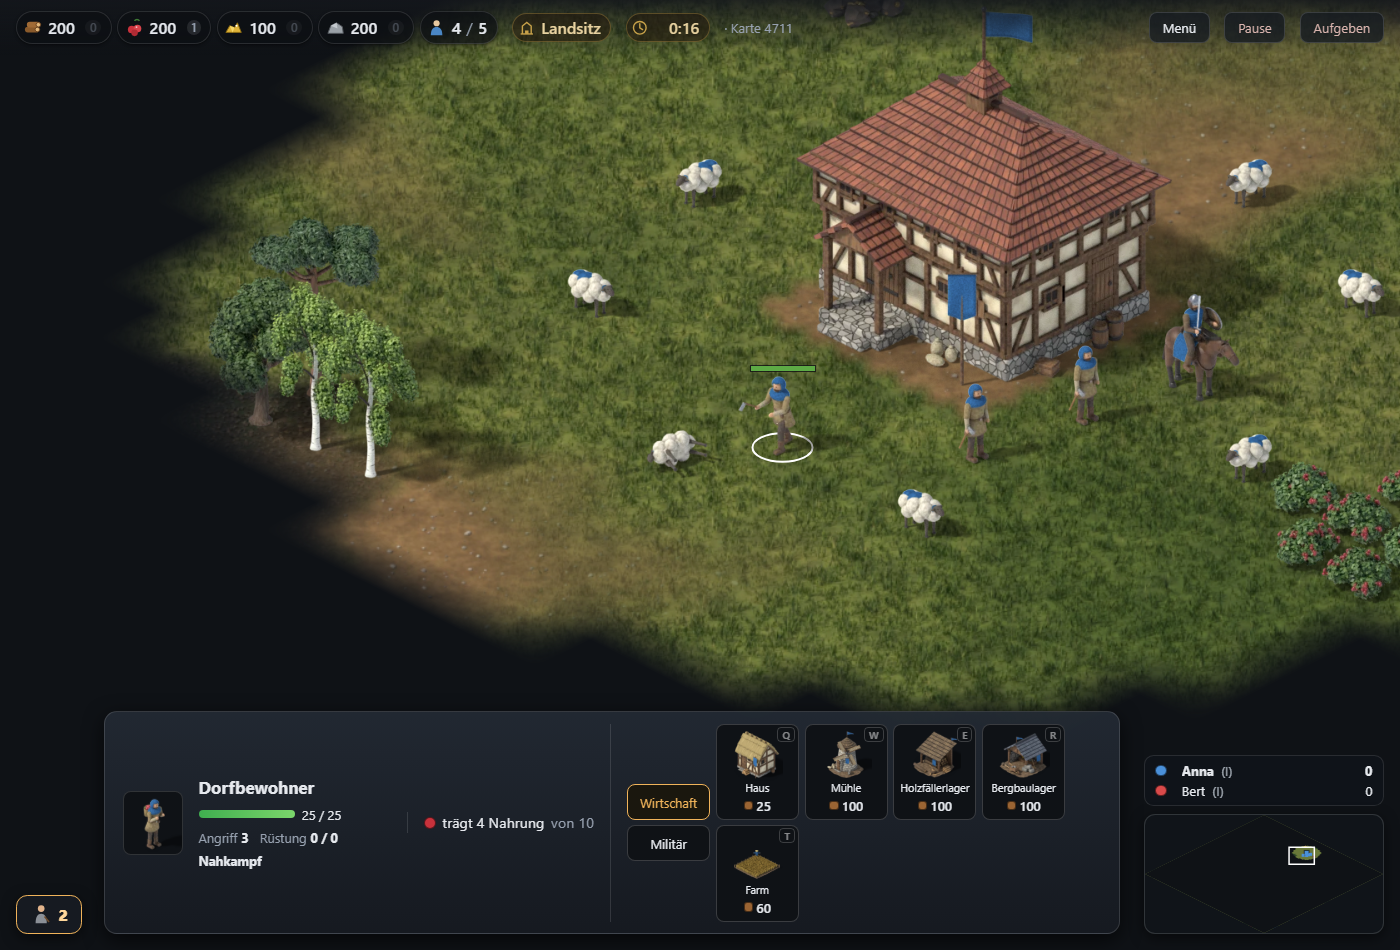 200 0 200 1 100 0 200 0 4 / 5 Landsitz 0:16 · Karte 4711 Menü Pause Aufgeben
Dorfbewohner
25 / 25
Angriff 3 Rüstung 0 / 0
Nahkampf
trägt 4 Nahrung von 10
Wirtschaft
Militär
Q
Haus
25
W
Mühle
100
E
Holzfällerlager
100
R
Bergbaulager
100
T
Farm
60
Anna (I) 0
Bert (I) 0
2